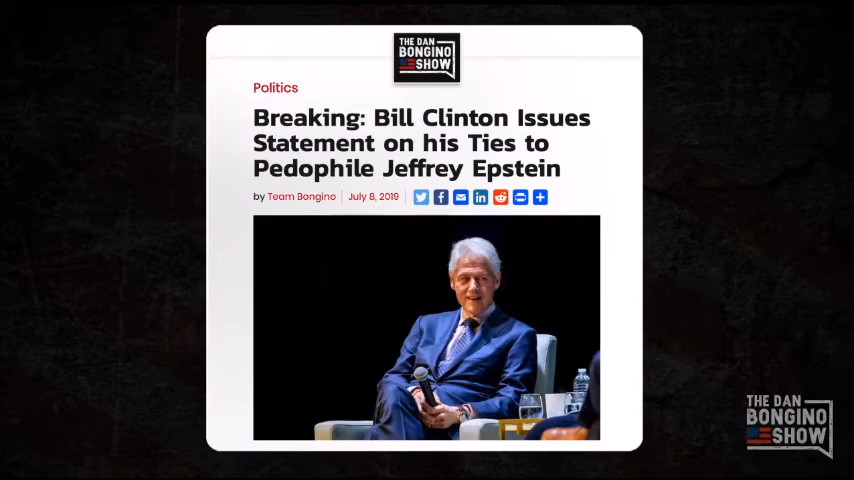 THE DAN
BONGINO
SHOW
Politics
Breaking: Bill Clinton Issues
Statement on his Ties to
Pedophile Jeffrey Epstein
by Team Bongino July 8, 2019
THE DAN
BONGINO
SHOW